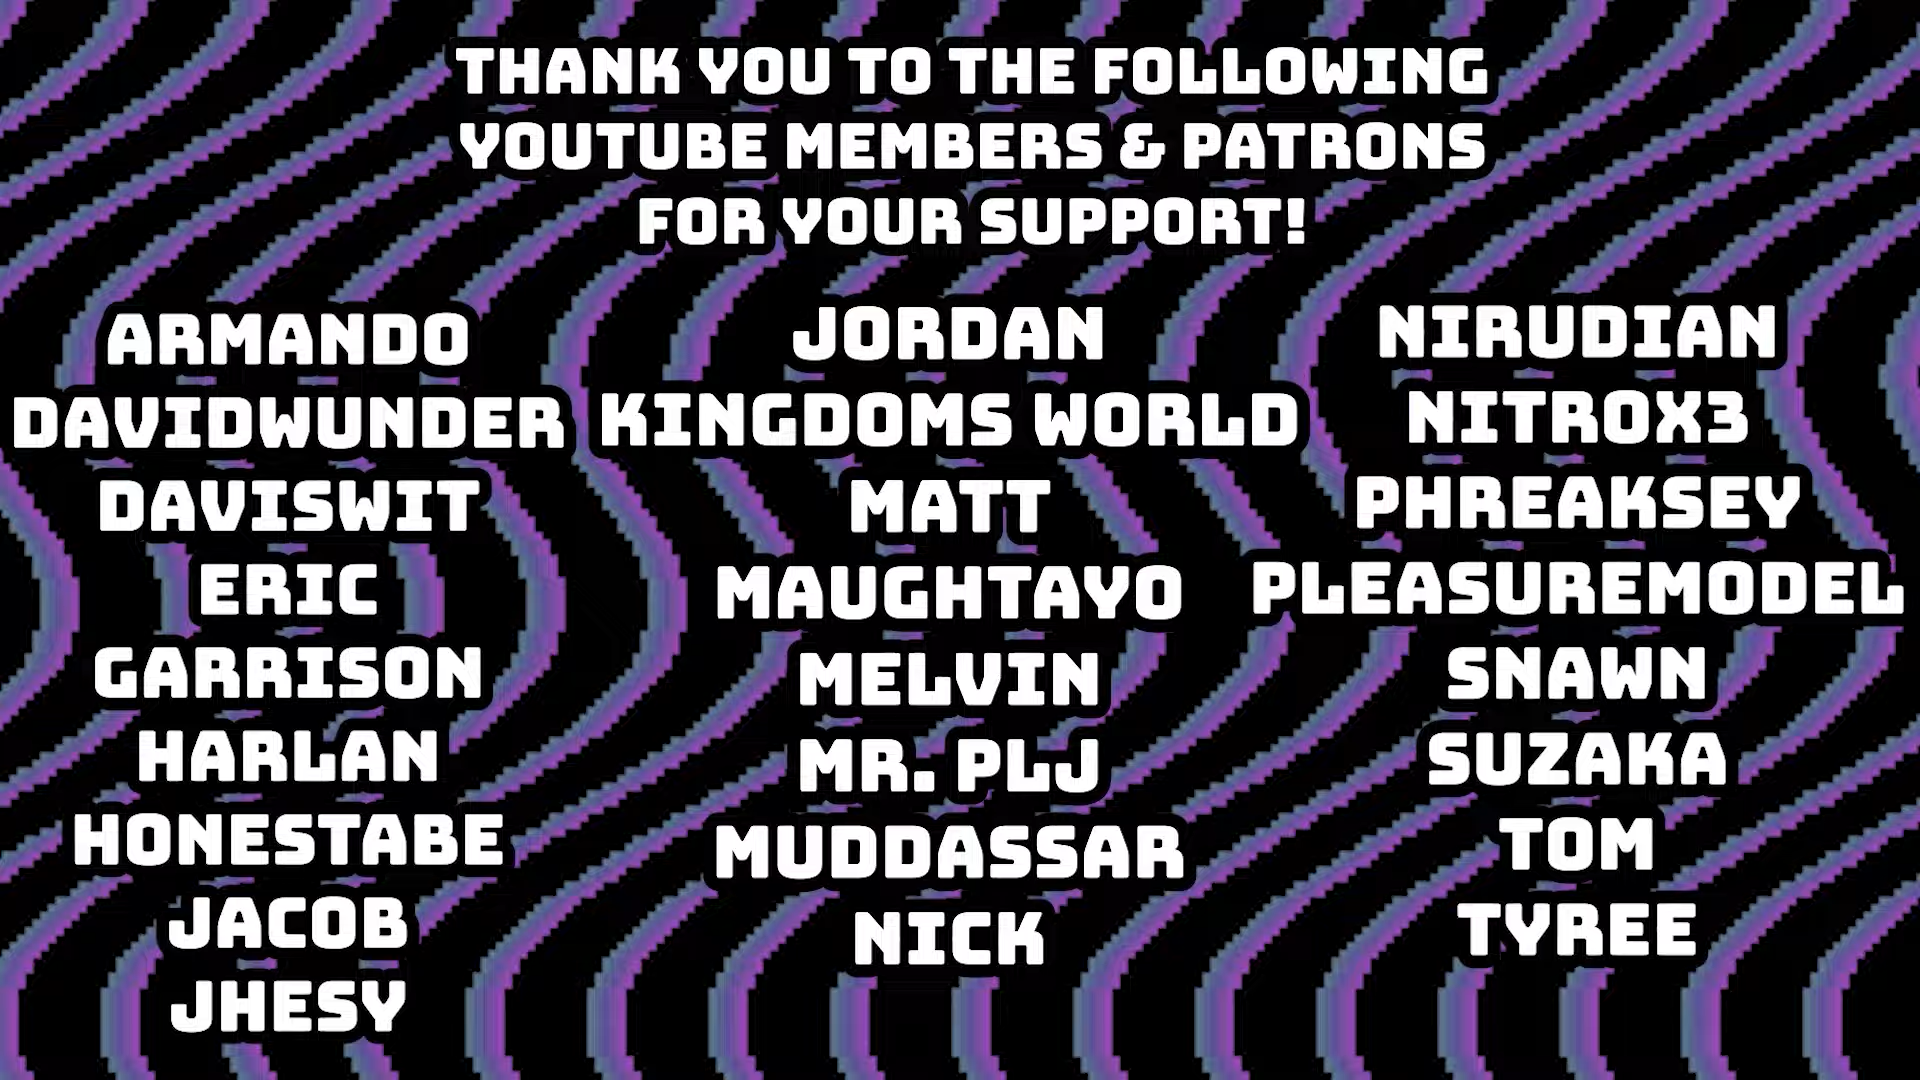 THANK YOU TO THE FOLLOWING
YOUTUBE MEMBERS & PATRONS
FOR YOUR SUPPORT!
ARMANDO
DAVIDWUNDER
DAVISWIT
ERIC
GARRISON
HARLAN
HONESTABE
JACOB
JHESY
JORDAN
KINGDOMS WORLD
MATT
MAUGHTAYO
MELVIN
MR. PLJ
MUDDASSAR
NICK
NIRUDIAN
NITROX3
PHREAKSEY
PLEASUREMODEL
SNAWN
SUZAKA
TOM
TYREE